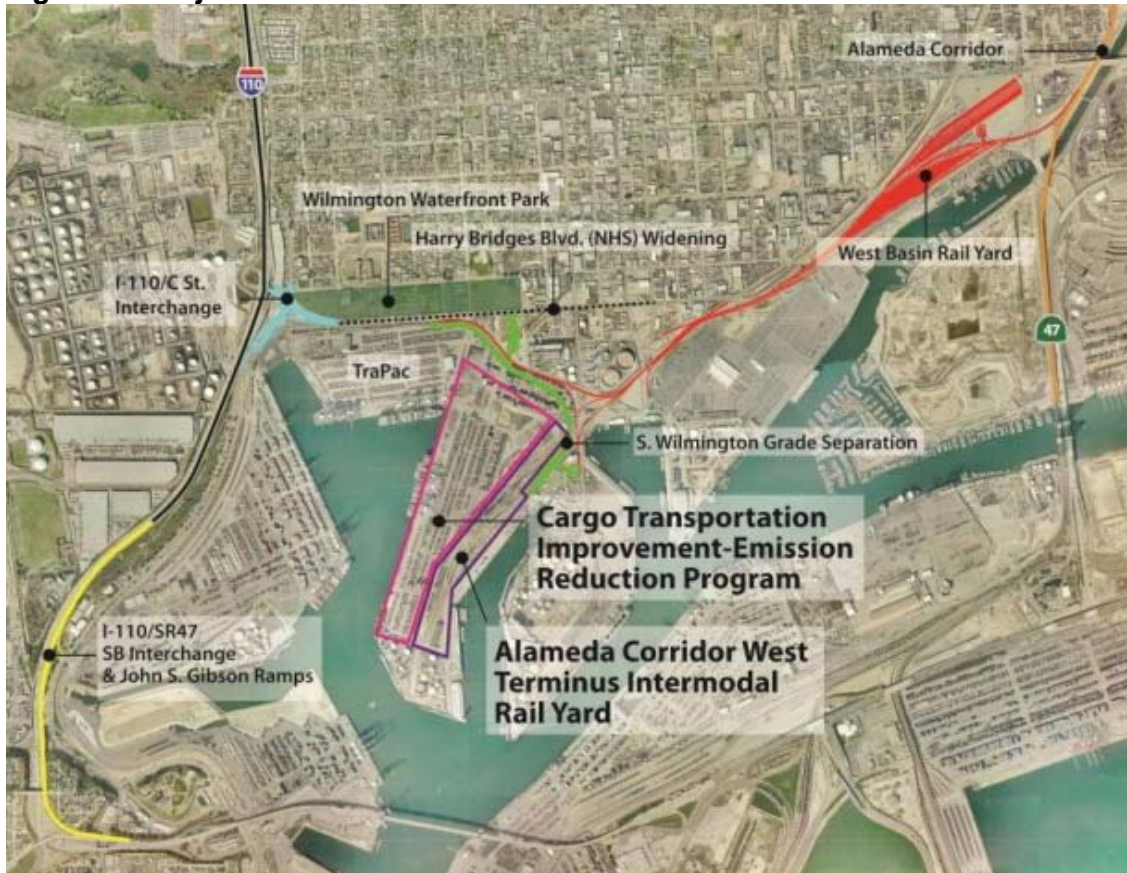 Alameda Corridor
110
Wilmington Waterfront Park
Harry Bridges Blvd. (NHS) Widening
West Basin Rail Yard
I-110/C St.
Interchange
47
TraPac
S. Wilmington Grade Separation
Cargo Transportation
Improvement-Emission
Reduction Program
I-110/SR47
SB Interchange
& John S. Gibson Ramps
Alameda Corridor West
Terminus Intermodal
Rail Yard